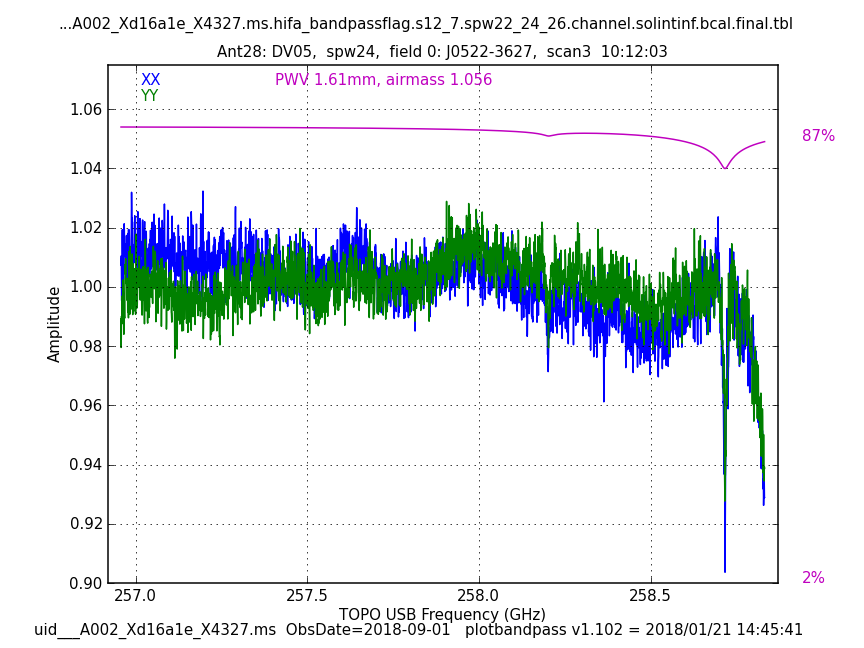 ...A002_Xd16a1e_X4327.ms.hifa_bandpassflag.s12_7.spw22_24_26.channel.solintinf.bcal.final.tbl
Ant28: DV05,  spw24,  field 0: J0522-3627,  scan3  10:12:03
XX
PWV 1.61mm, airmass 1.056
YY
1.06
87%
1.04
1.02
1.00
Amplitude
0.98
0.96
0.94
0.92
2%
0.90
257.0 257.5 258.0 258.5
TOPO USB Frequency (GHz)
uid___A002_Xd16a1e_X4327.ms  ObsDate=2018-09-01   plotbandpass v1.102 = 2018/01/21 14:45:41